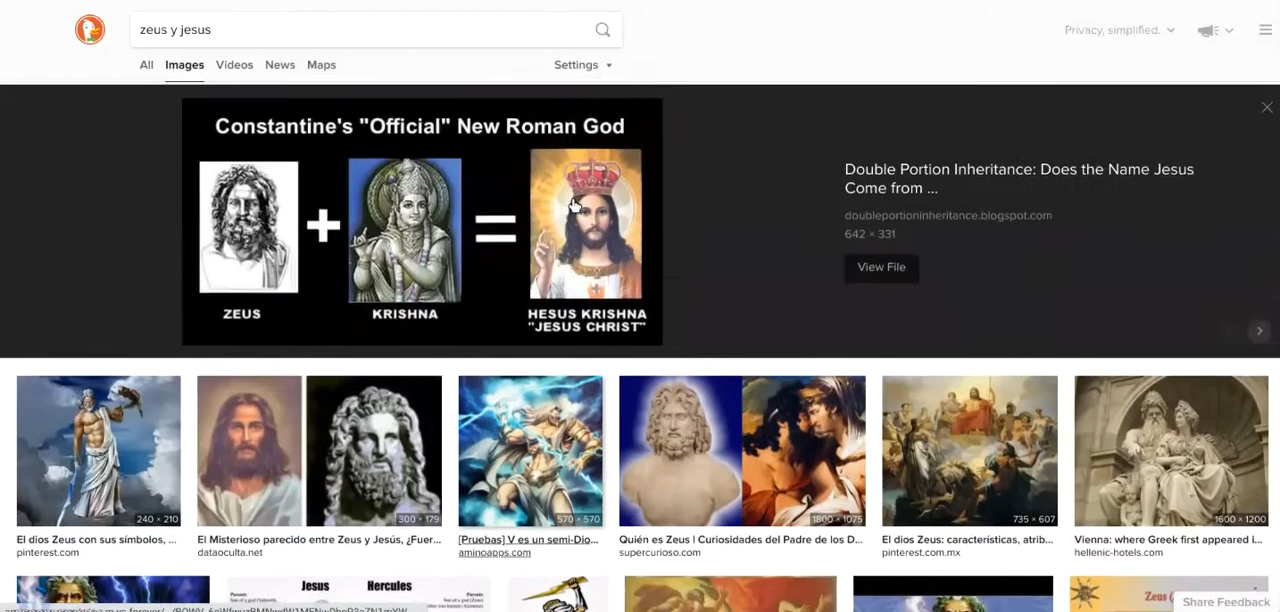 zeus y jesus
Privacy, simplified.
All Images Videos News Maps Settings
Constantine's "Official" New Roman God
ZEUS
KRISHNA
HESUS KRISHNA
"JESUS CHRIST"
Double Portion Inheritance: Does the Name Jesus
Come from ...
doubleportioninheritance.blogspot.com
642 × 331
View File
240 × 210
300 × 179
570 × 570
1800 × 1075
735 × 607
1600 × 1200
El dios Zeus con sus símbolos, ...
pinterest.com
El Misterioso parecido entre Zeus y Jesús, ¿Fuer...
dataoculta.net
[Pruebas] V es un semi-Dio...
aminoapps.com
Quién es Zeus | Curiosidades del Padre de los D...
supercurioso.com
El dios Zeus: características, atrib...
pinterest.com.mx
Vienna: where Greek first appeared i...
hellenic-hotels.com
Jesus Hercules
Zeus
Share Feedback